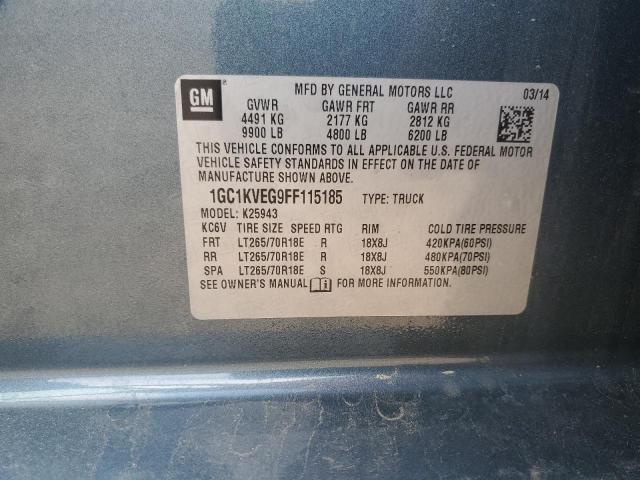 GM
MFD BY GENERAL MOTORS LLC 03/14
GVWR GAWR FRT GAWR RR
4491 KG 2177 KG 2812 KG
9900 LB 4800 LB 6200 LB
THIS VEHICLE CONFORMS TO ALL APPLICABLE U.S. FEDERAL MOTOR
VEHICLE SAFETY STANDARDS IN EFFECT ON THE DATE OF
MANUFACTURE SHOWN ABOVE.
1GC1KVEG9FF115185 TYPE: TRUCK
MODEL: K25943
KC6V TIRE SIZE SPEED RTG RIM COLD TIRE PRESSURE
FRT LT265/70R18E R 18X8J 420KPA(60PSI)
RR LT265/70R18E R 18X8J 480KPA(70PSI)
SPA LT265/70R18E S 18X8J 550KPA(80PSI)
SEE OWNER'S MANUAL FOR MORE INFORMATION.